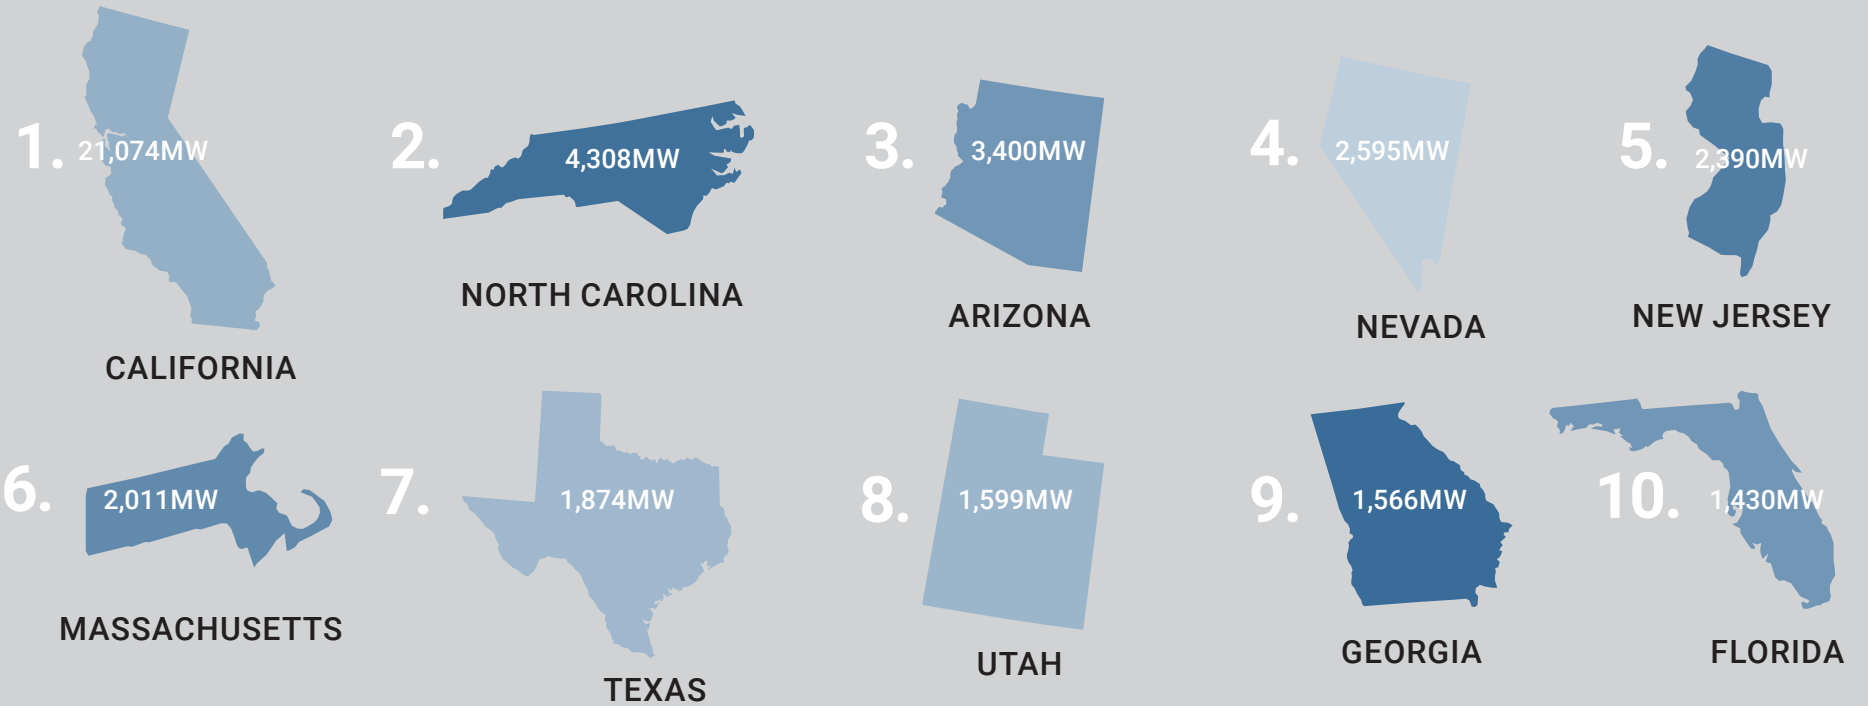 1. 21,074MW
CALIFORNIA
2. 4,308MW
NORTH CAROLINA
3. 3,400MW
ARIZONA
4. 2,595MW
NEVADA
5. 2,390MW
NEW JERSEY
6. 2,011MW
MASSACHUSETTS
7. 1,874MW
TEXAS
8. 1,599MW
UTAH
9. 1,566MW
GEORGIA
10. 1,430MW
FLORIDA